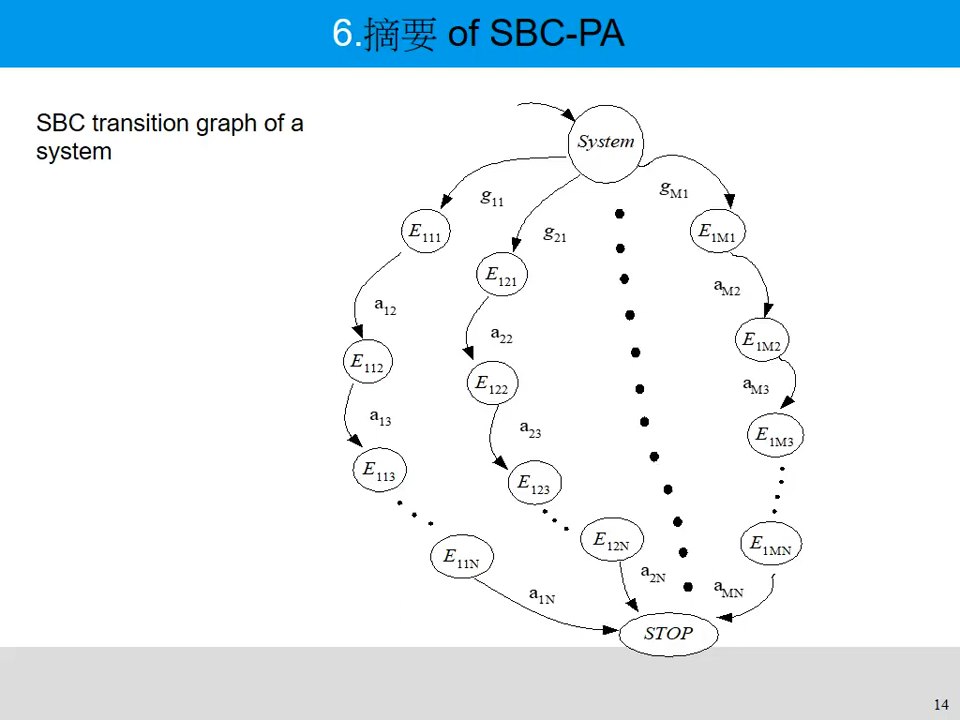 6.摘要 of SBC-PA
SBC transition graph of a
system
System
g11
g21
gM1
E111
E121
E1M1
a12
a22
aM2
E112
E122
E1M2
a13
a23
aM3
E113
E123
E1M3
E11N
E12N
E1MN
a1N
a2N
aMN
STOP
14